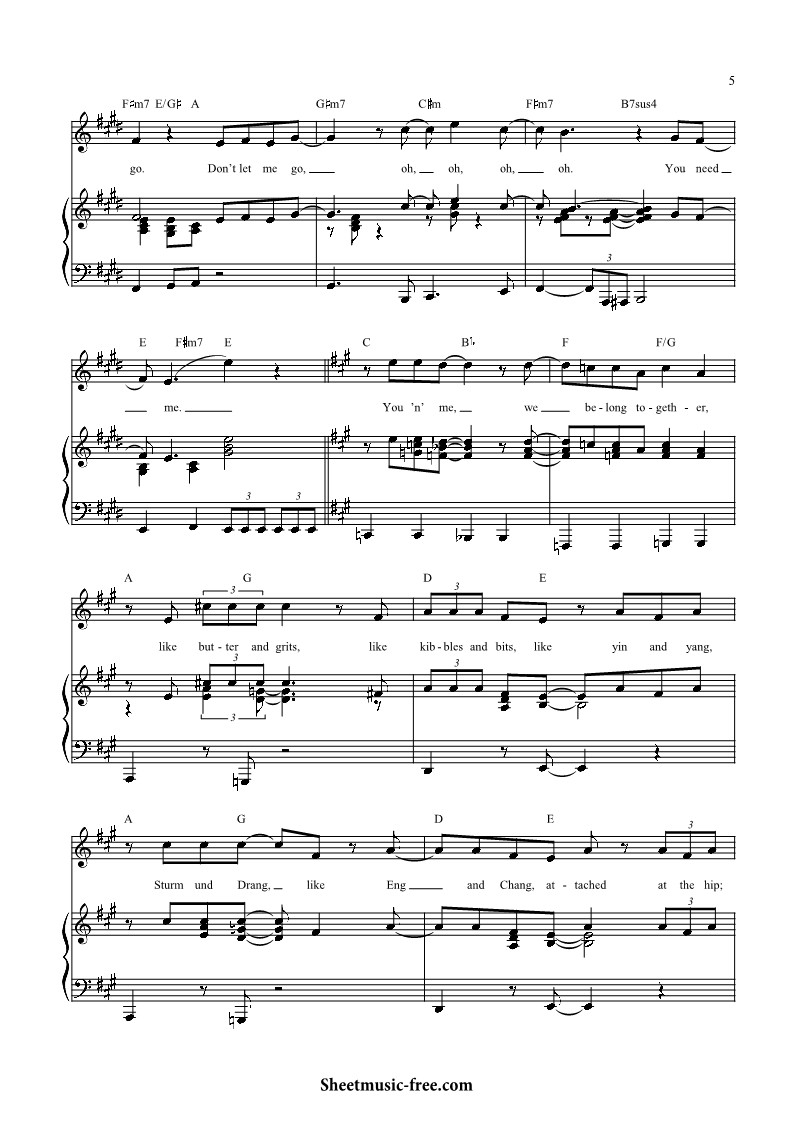 5
F♯m7 E/G♯ A G♯m7 C♯m F♯m7 B7sus4
go. Don't let me go, oh, oh, oh, oh. You need
3
E F♯m7 E C B♭ F F/G
me. You 'n' me, we be - long to - geth - er,
3 3
A G D E
3 3
like but - ter and grits, like kib - bles and bits, like yin and yang,
3 3
3
A G D E
3
Sturm und Drang, like Eng and Chang, at - tached at the hip;
3
Sheetmusic-free.com